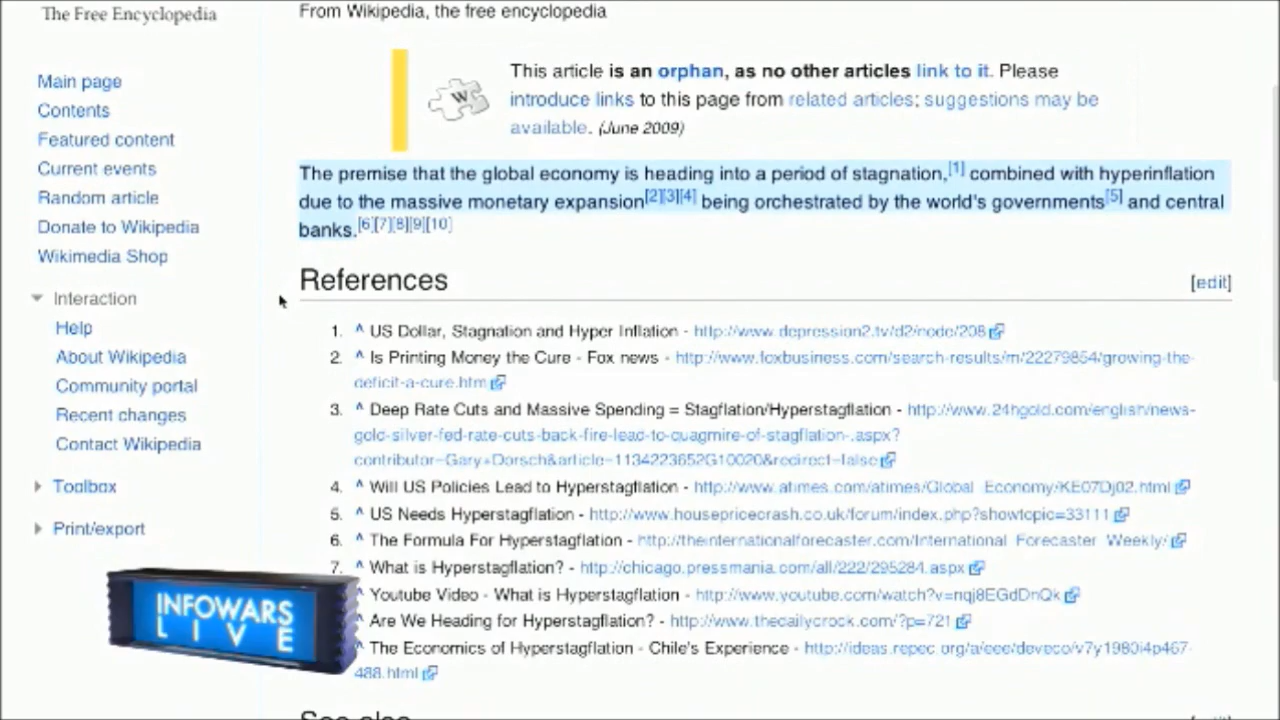 The Free Encyclopedia
From Wikipedia, the free encyclopedia
This article is an orphan, as no other articles link to it. Please
introduce links to this page from related articles; suggestions may be
available. (June 2009)
Main page
Contents
Featured content
Current events
Random article
Donate to Wikipedia
Wikimedia Shop
Interaction
Help
About Wikipedia
Community portal
Recent changes
Contact Wikipedia
Toolbox
Print/export
The premise that the global economy is heading into a period of stagnation,[1] combined with hyperinflation
due to the massive monetary expansion[2][3][4] being orchestrated by the world's governments[5] and central
banks.[6][7][8][9][10]
References [edit]
1. ^ US Dollar, Stagnation and Hyper Inflation - http://www.depression2.tv/d2/node/208
2. ^ Is Printing Money the Cure - Fox news - http://www.foxbusiness.com/search-results/m/22279854/growing-the-
deficit-a-cure.htm
3. ^ Deep Rate Cuts and Massive Spending = Stagflation/Hyperstagflation - http://www.24hgold.com/english/news-
gold-silver-fed-rate-cuts-back-fire-lead-to-quagmire-of-stagflation-.aspx?
contributor=Gary+Dorsch&article=1134223652G10020&redirect=false
4. ^ Will US Policies Lead to Hyperstagflation - http://www.atimes.com/atimes/Global_Economy/KE07Dj02.html
5. ^ US Needs Hyperstagflation - http://www.housepricecrash.co.uk/forum/index.php?showtopic=33111
6. ^ The Formula For Hyperstagflation - http://theinternationalforecaster.com/International_Forecaster_Weekly/
7. ^ What is Hyperstagflation? - http://chicago.pressmania.com/all/222/295284.aspx
^ Youtube Video - What is Hyperstagflation - http://www.youtube.com/watch?v=nqj8EGdDnQk
^ Are We Heading for Hyperstagflation? - http://www.thedailycrock.com/?p=721
^ The Economics of Hyperstagflation - Chile's Experience - http://ideas.repec.org/a/eee/deveco/v7y1980i4p467-
488.html
INFOWARS
LIVE
See also [edit]